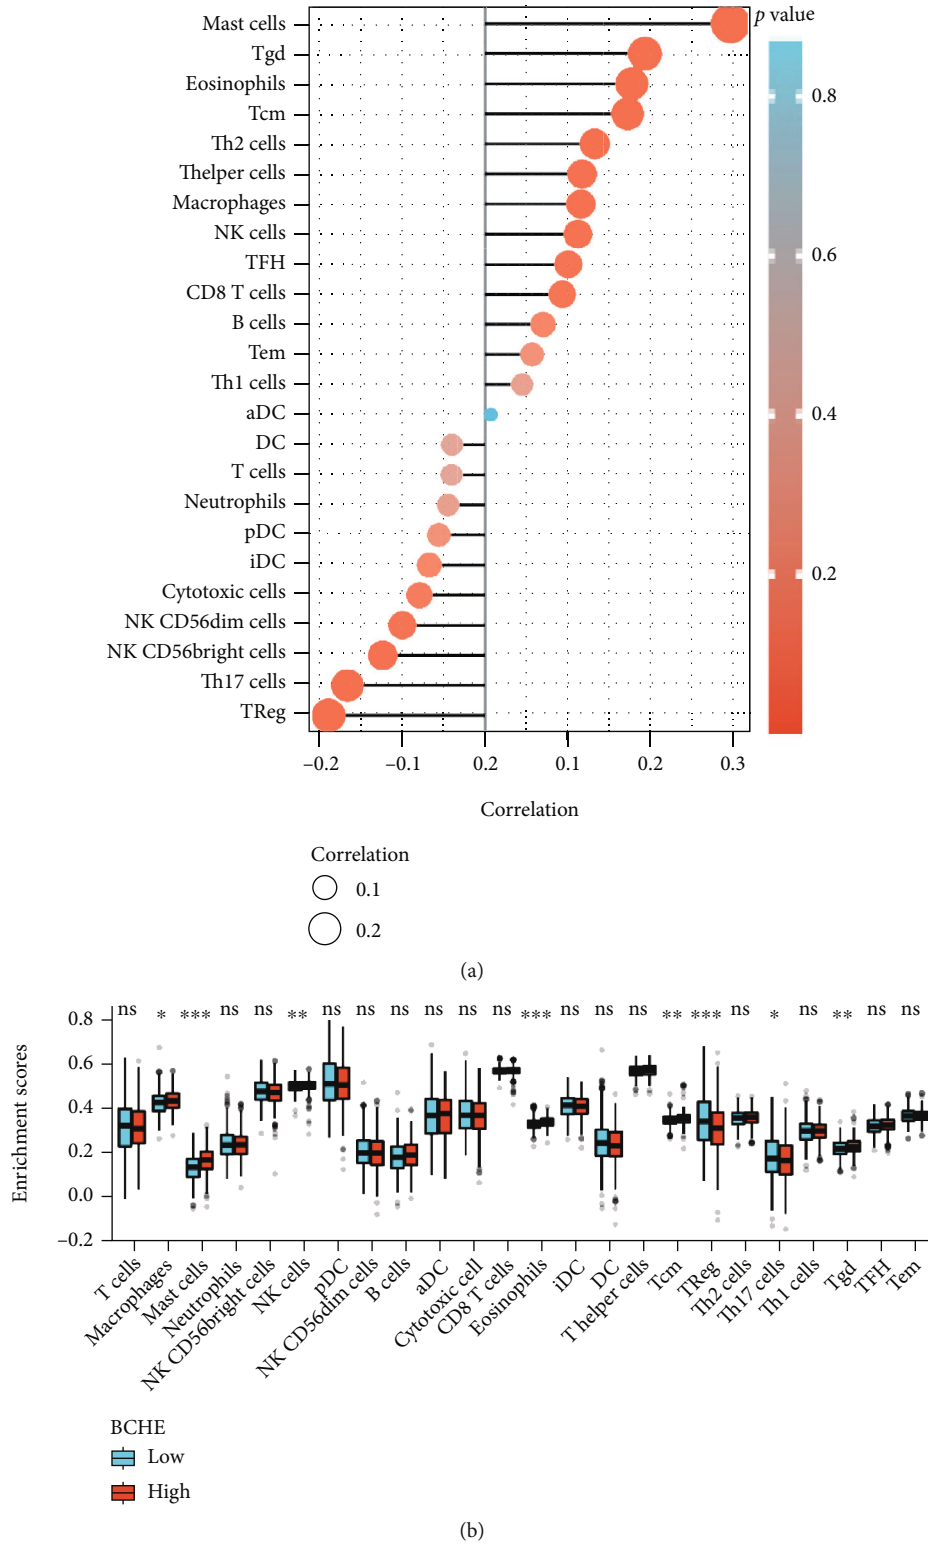 Mast cells
Tgd
Eosinophils
Tcm
Th2 cells
Thelper cells
Macrophages
NK cells
TFH
CD8 T cells
B cells
Tem
Th1 cells
aDC
DC
T cells
Neutrophils
pDC
iDC
Cytotoxic cells
NK CD56dim cells
NK CD56bright cells
Th17 cells
TReg
–0.2 –0.1 0.2 0.1 0.2 0.3
Correlation
p value
0.8
0.6
0.4
0.2
Correlation
0.1
0.2
(a)
ns * *** ns ns ** ns ns ns ns ns ns *** ns ns ns ** *** ns * ns ** ns ns
Enrichment scores
0.8
0.6
0.4
0.2
0.0
–0.2
T cells
Macrophages
Mast cells
Neutrophils
NK CD56bright cells
NK cells
pDC
NK CD56dim cells
B cells
aDC
Cytotoxic cell
CD8 T cells
Eosinophils
iDC
DC
T helper cells
Tcm
TReg
Th2 cells
Th17 cells
Th1 cells
Tgd
TFH
Tem
BCHE
Low
High
(b)